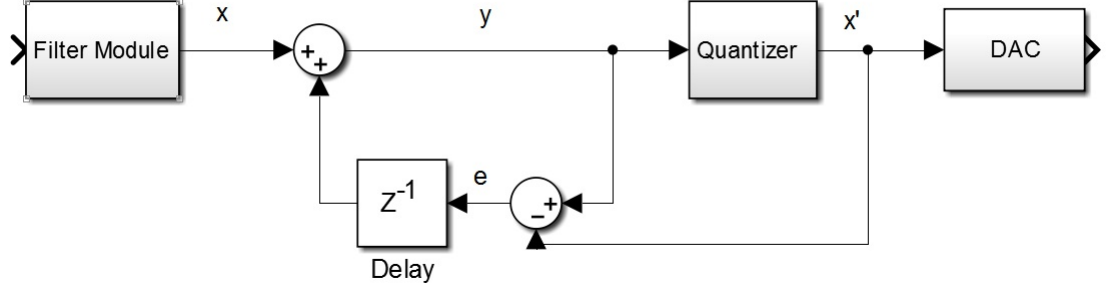 x
y
x'
Filter Module
+
+
Quantizer
DAC
Z-1
e
+
−
Delay